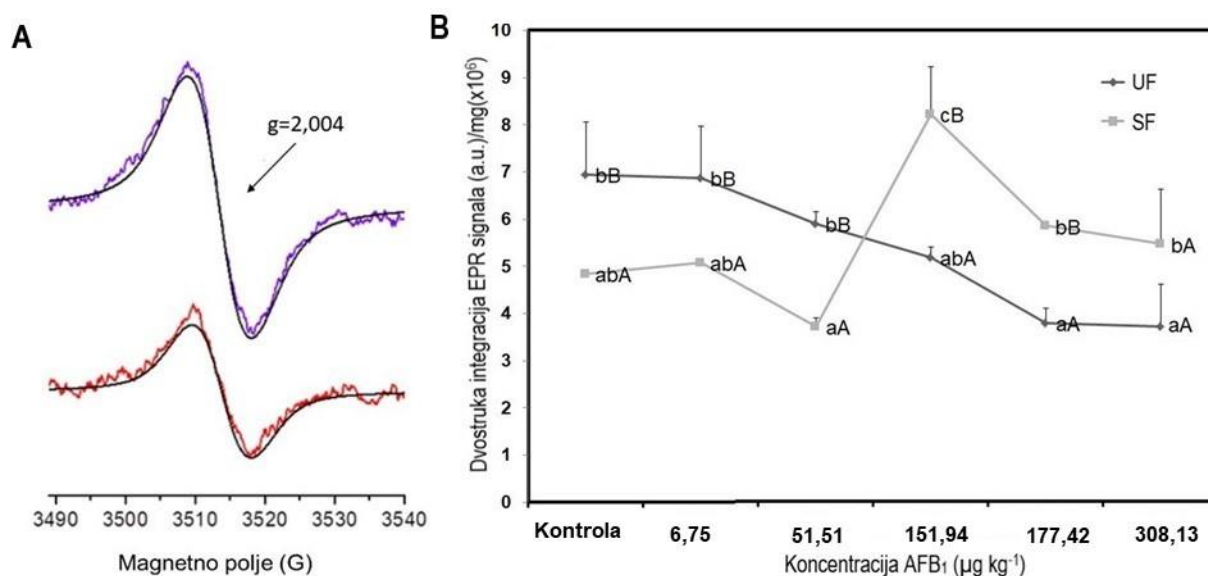 A
g=2,004
3490 3500 3510 3520 3530 3540
Magnetno polje (G)
B
Dvostruka integracija EPR signala (a.u.)/mg(x10⁶)
10
9
8
7
6
5
4
3
2
1
0
UF
SF
bB
bB
bB
abA
aA
aA
abA
abA
aA
cB
bB
bA
Kontrola 6,75 51,51 151,94 177,42 308,13
Koncentracija AFB₁ (µg kg⁻¹)